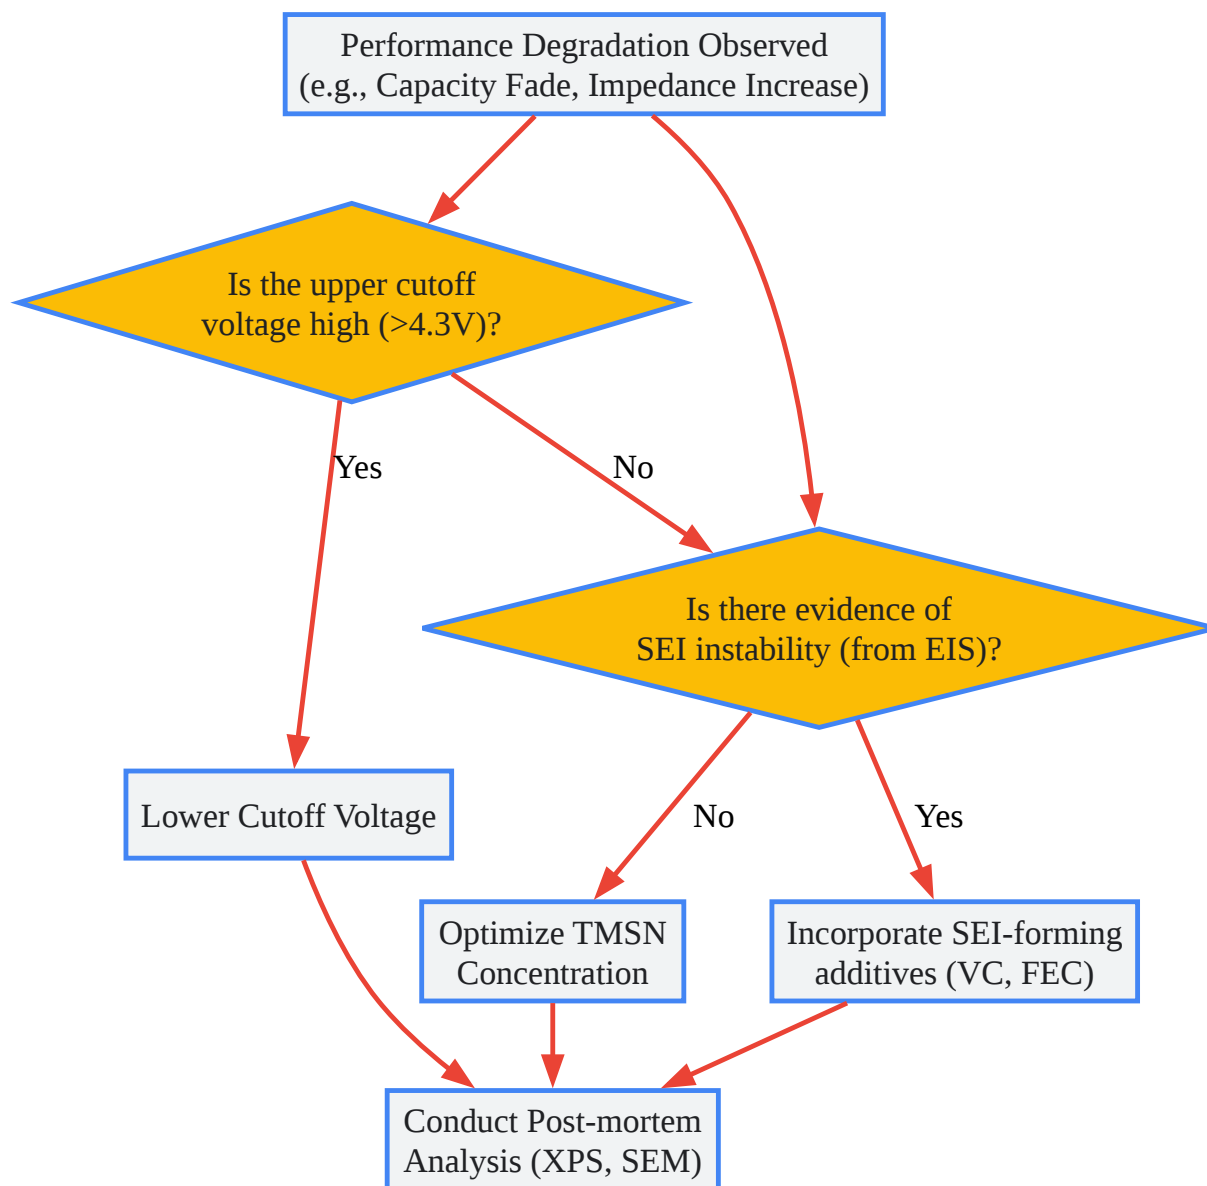 Performance Degradation Observed
(e.g., Capacity Fade, Impedance Increase)
Is the upper cutoff
voltage high (>4.3V)?
Yes
No
Is there evidence of
SEI instability (from EIS)?
Lower Cutoff Voltage
No
Yes
Optimize TMSN
Concentration
Incorporate SEI-forming
additives (VC, FEC)
Conduct Post-mortem
Analysis (XPS, SEM)